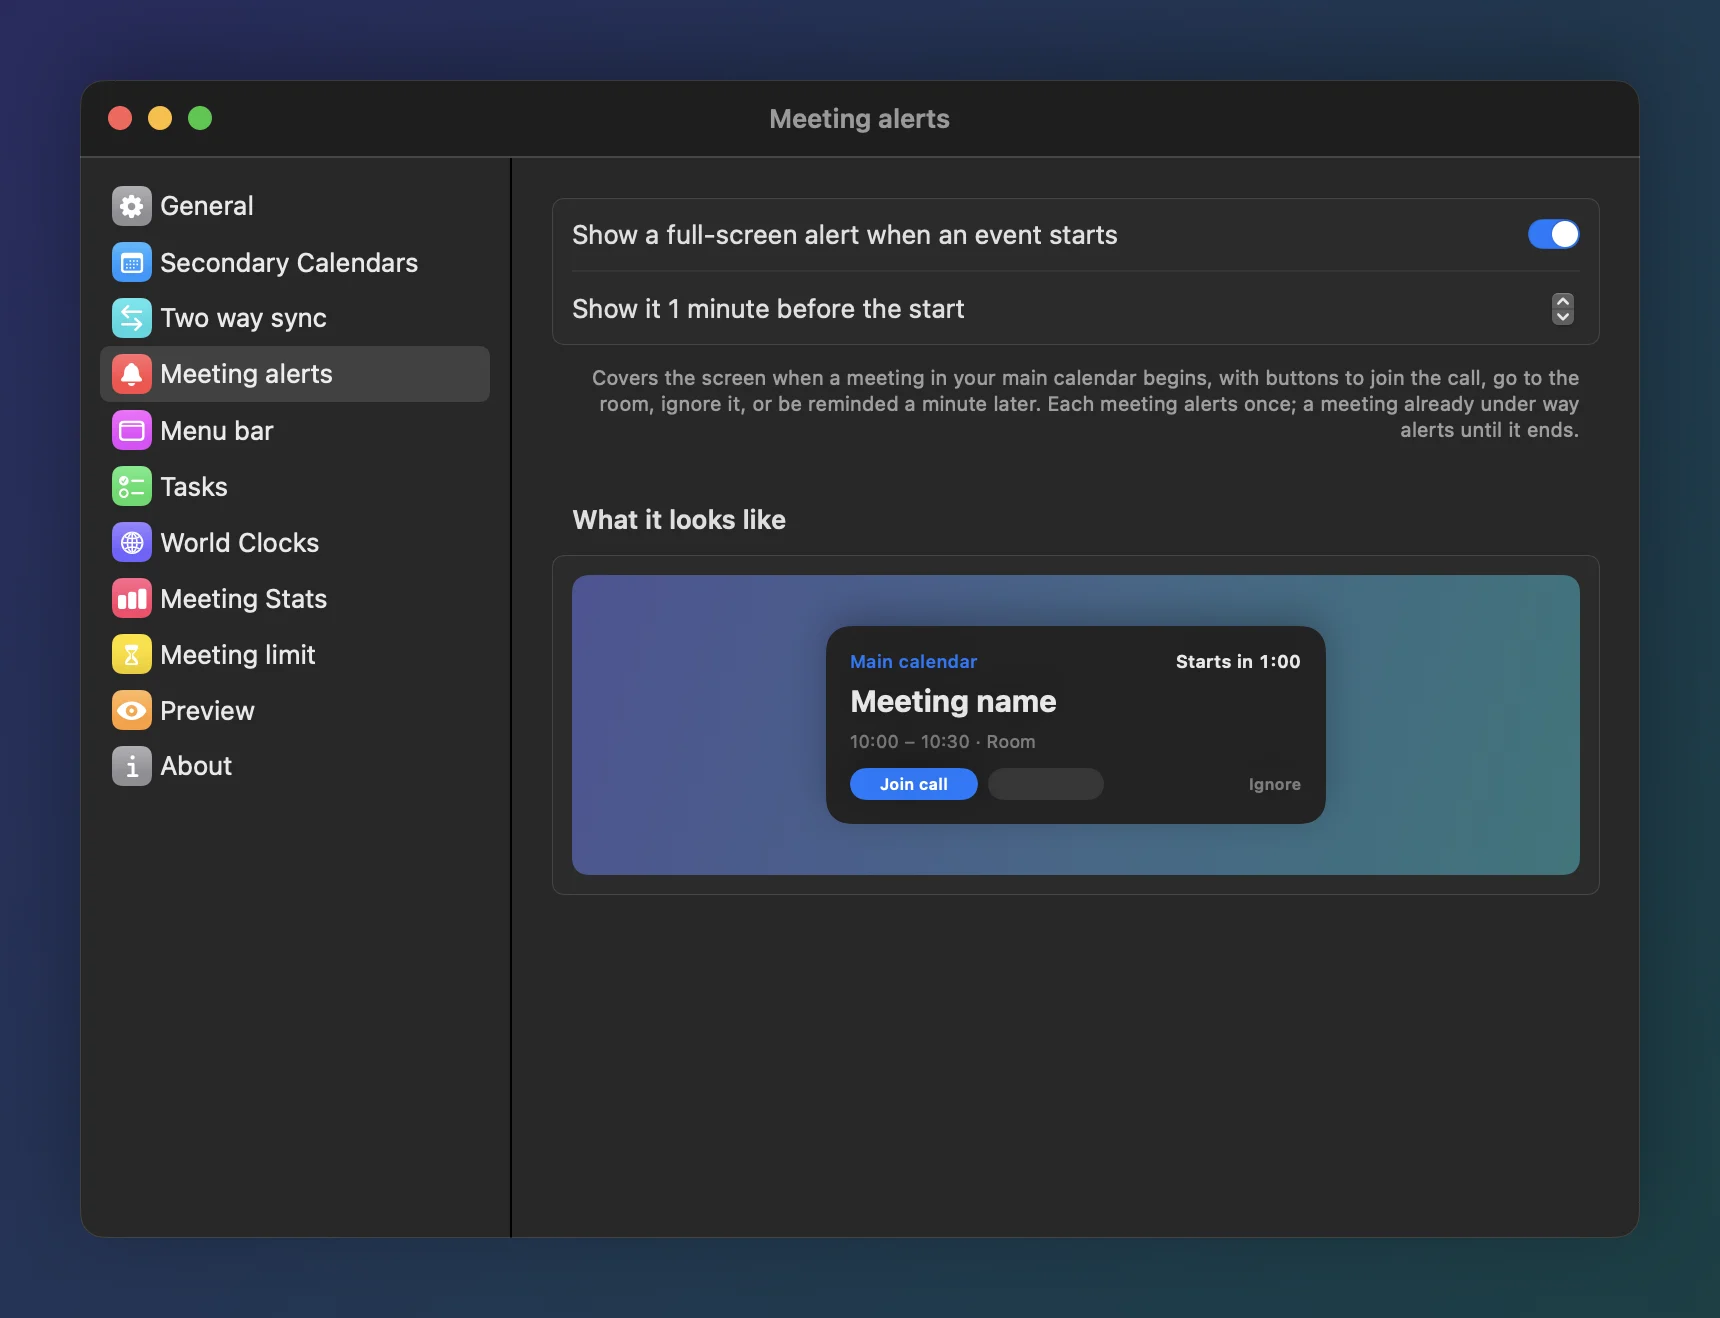 Meeting alerts
General
Secondary Calendars
Two way sync
Meeting alerts
Menu bar
Tasks
World Clocks
Meeting Stats
Meeting limit
Preview
About
Show a full-screen alert when an event starts
Show it 1 minute before the start
Covers the screen when a meeting in your main calendar begins, with buttons to join the call, go to the
room, ignore it, or be reminded a minute later. Each meeting alerts once; a meeting already under way
alerts until it ends.
What it looks like
Main calendar
Starts in 1:00
Meeting name
10:00 – 10:30 · Room
Join call
Ignore